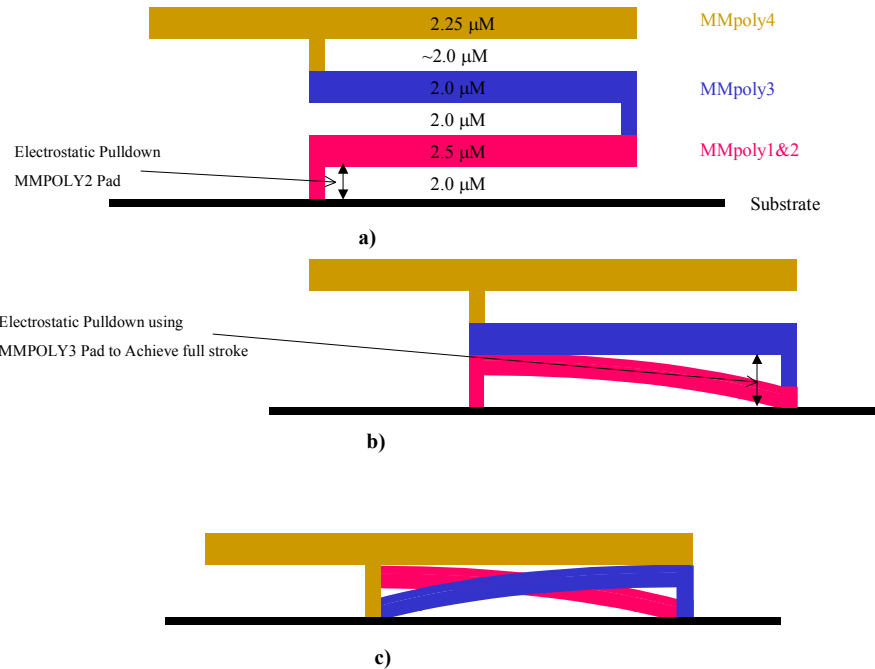 2.25 μM
MMpoly4
~2.0 μM
2.0 μM
MMpoly3
2.0 μM
Electrostatic Pulldown
MMPOLY2 Pad
2.5 μM
MMpoly1&2
2.0 μM
Substrate
a)
Electrostatic Pulldown using
MMPOLY3 Pad to Achieve full stroke
b)
c)